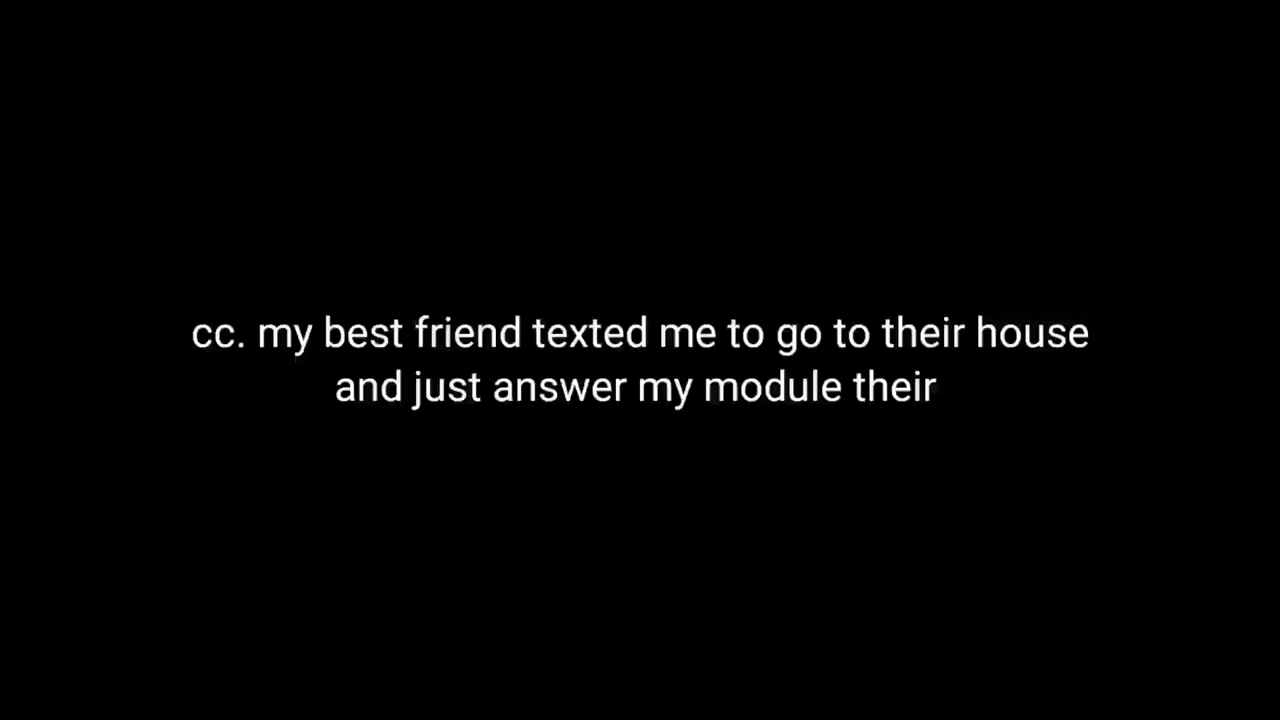 cc. my best friend texted me to go to their house
and just answer my module their